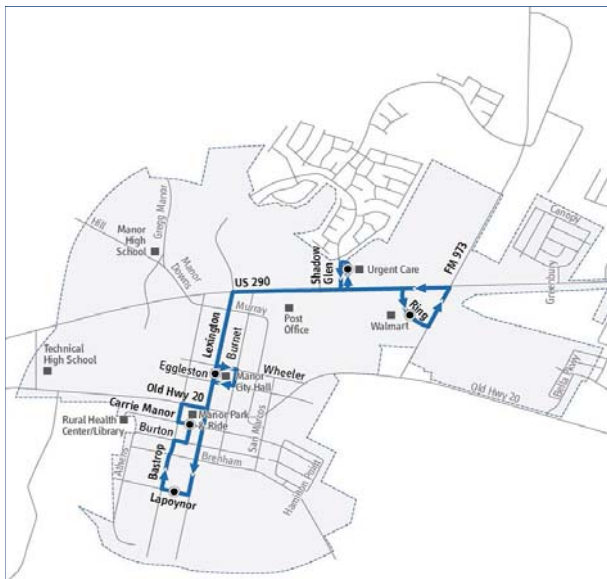 Canopy
Gregg Manor
Hill
Manor
High
School
Manor
Downs
Shadow
Glen
Urgent Care
FM 973
Greenbury
US 290
Murray
Post
Office
Ring
Walmart
Lexington
Burnet
Technical
High School
Eggleston
Wheeler
Manor
City Hall
Old Hwy 20
Bella Pkwy
Old Hwy 20
Carrie Manor
Manor Park
& Ride
Rural Health
Center/Library
Burton
San Marcos
Bastrop
Athens
Brenham
Hamilton Point
Lapoynor